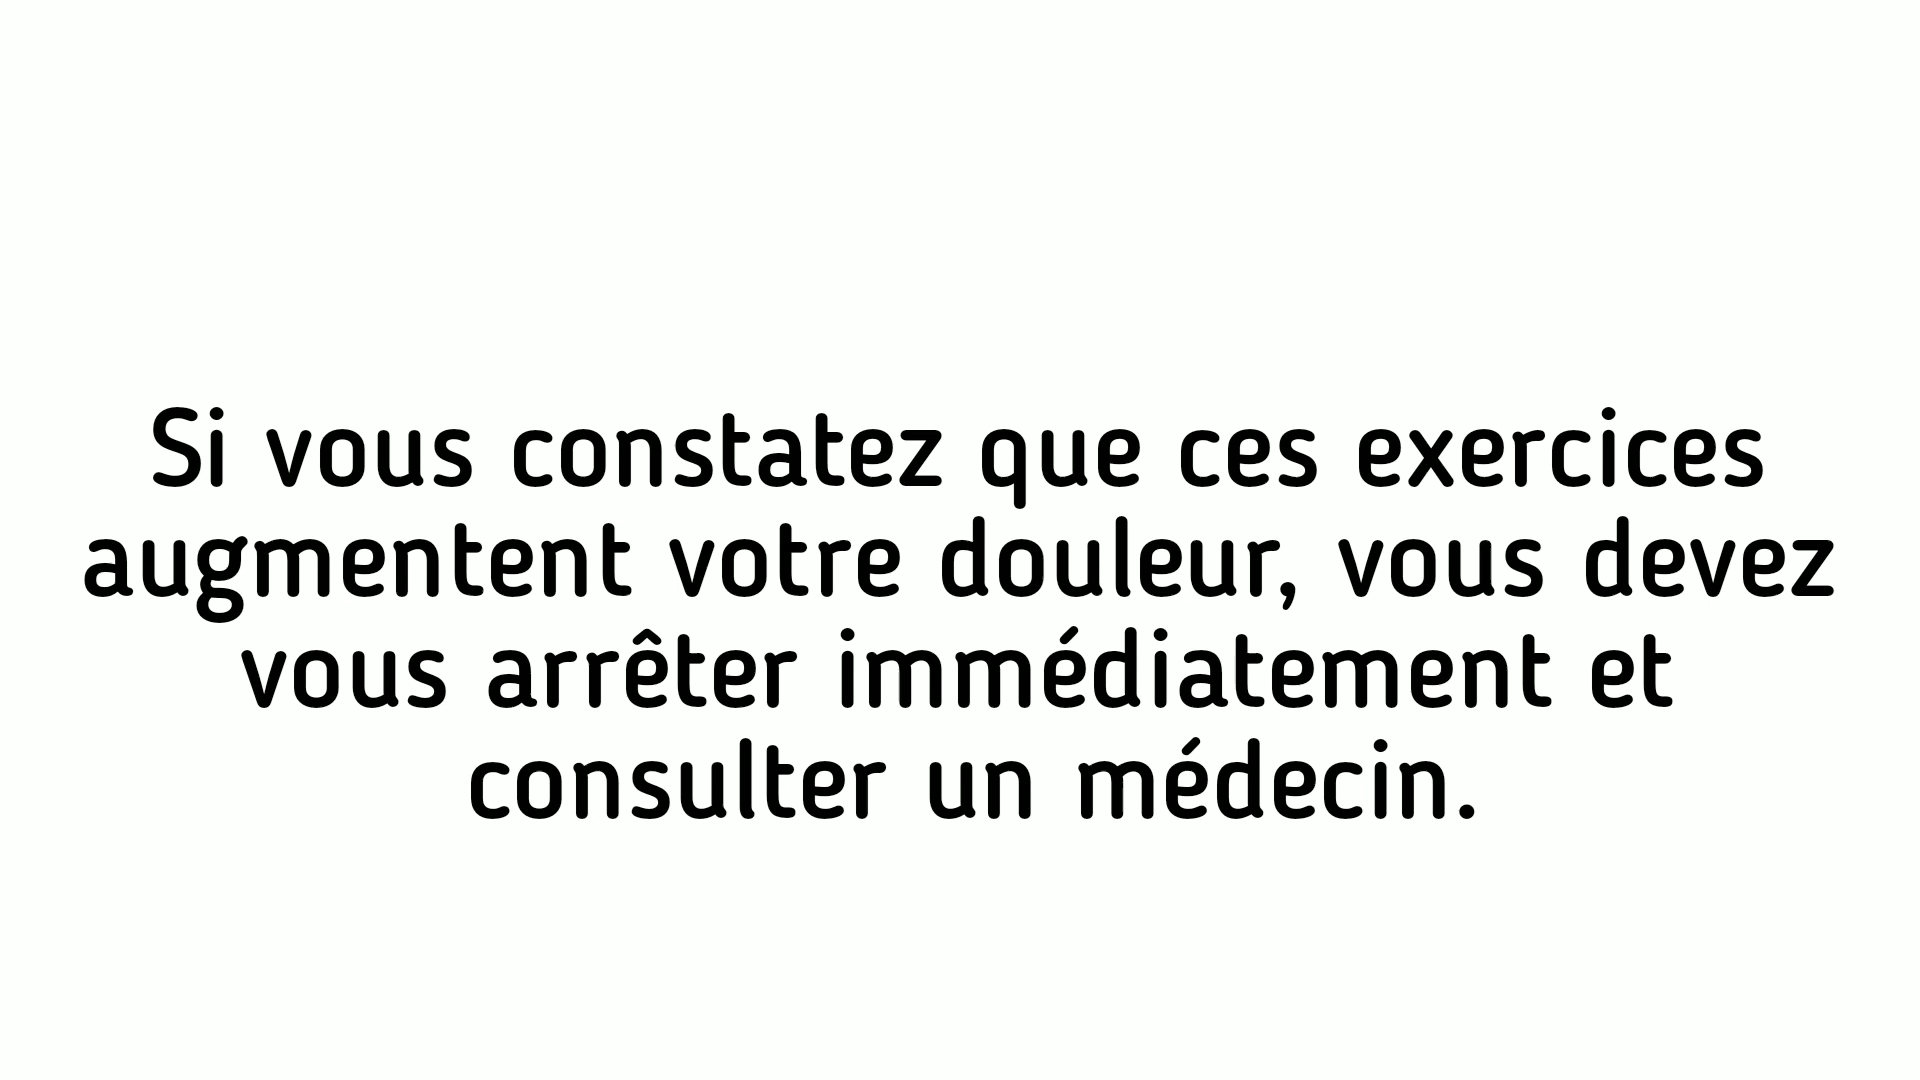 Si vous constatez que ces exercices
augmentent votre douleur, vous devez
vous arrêter immédiatement et
consulter un médecin.